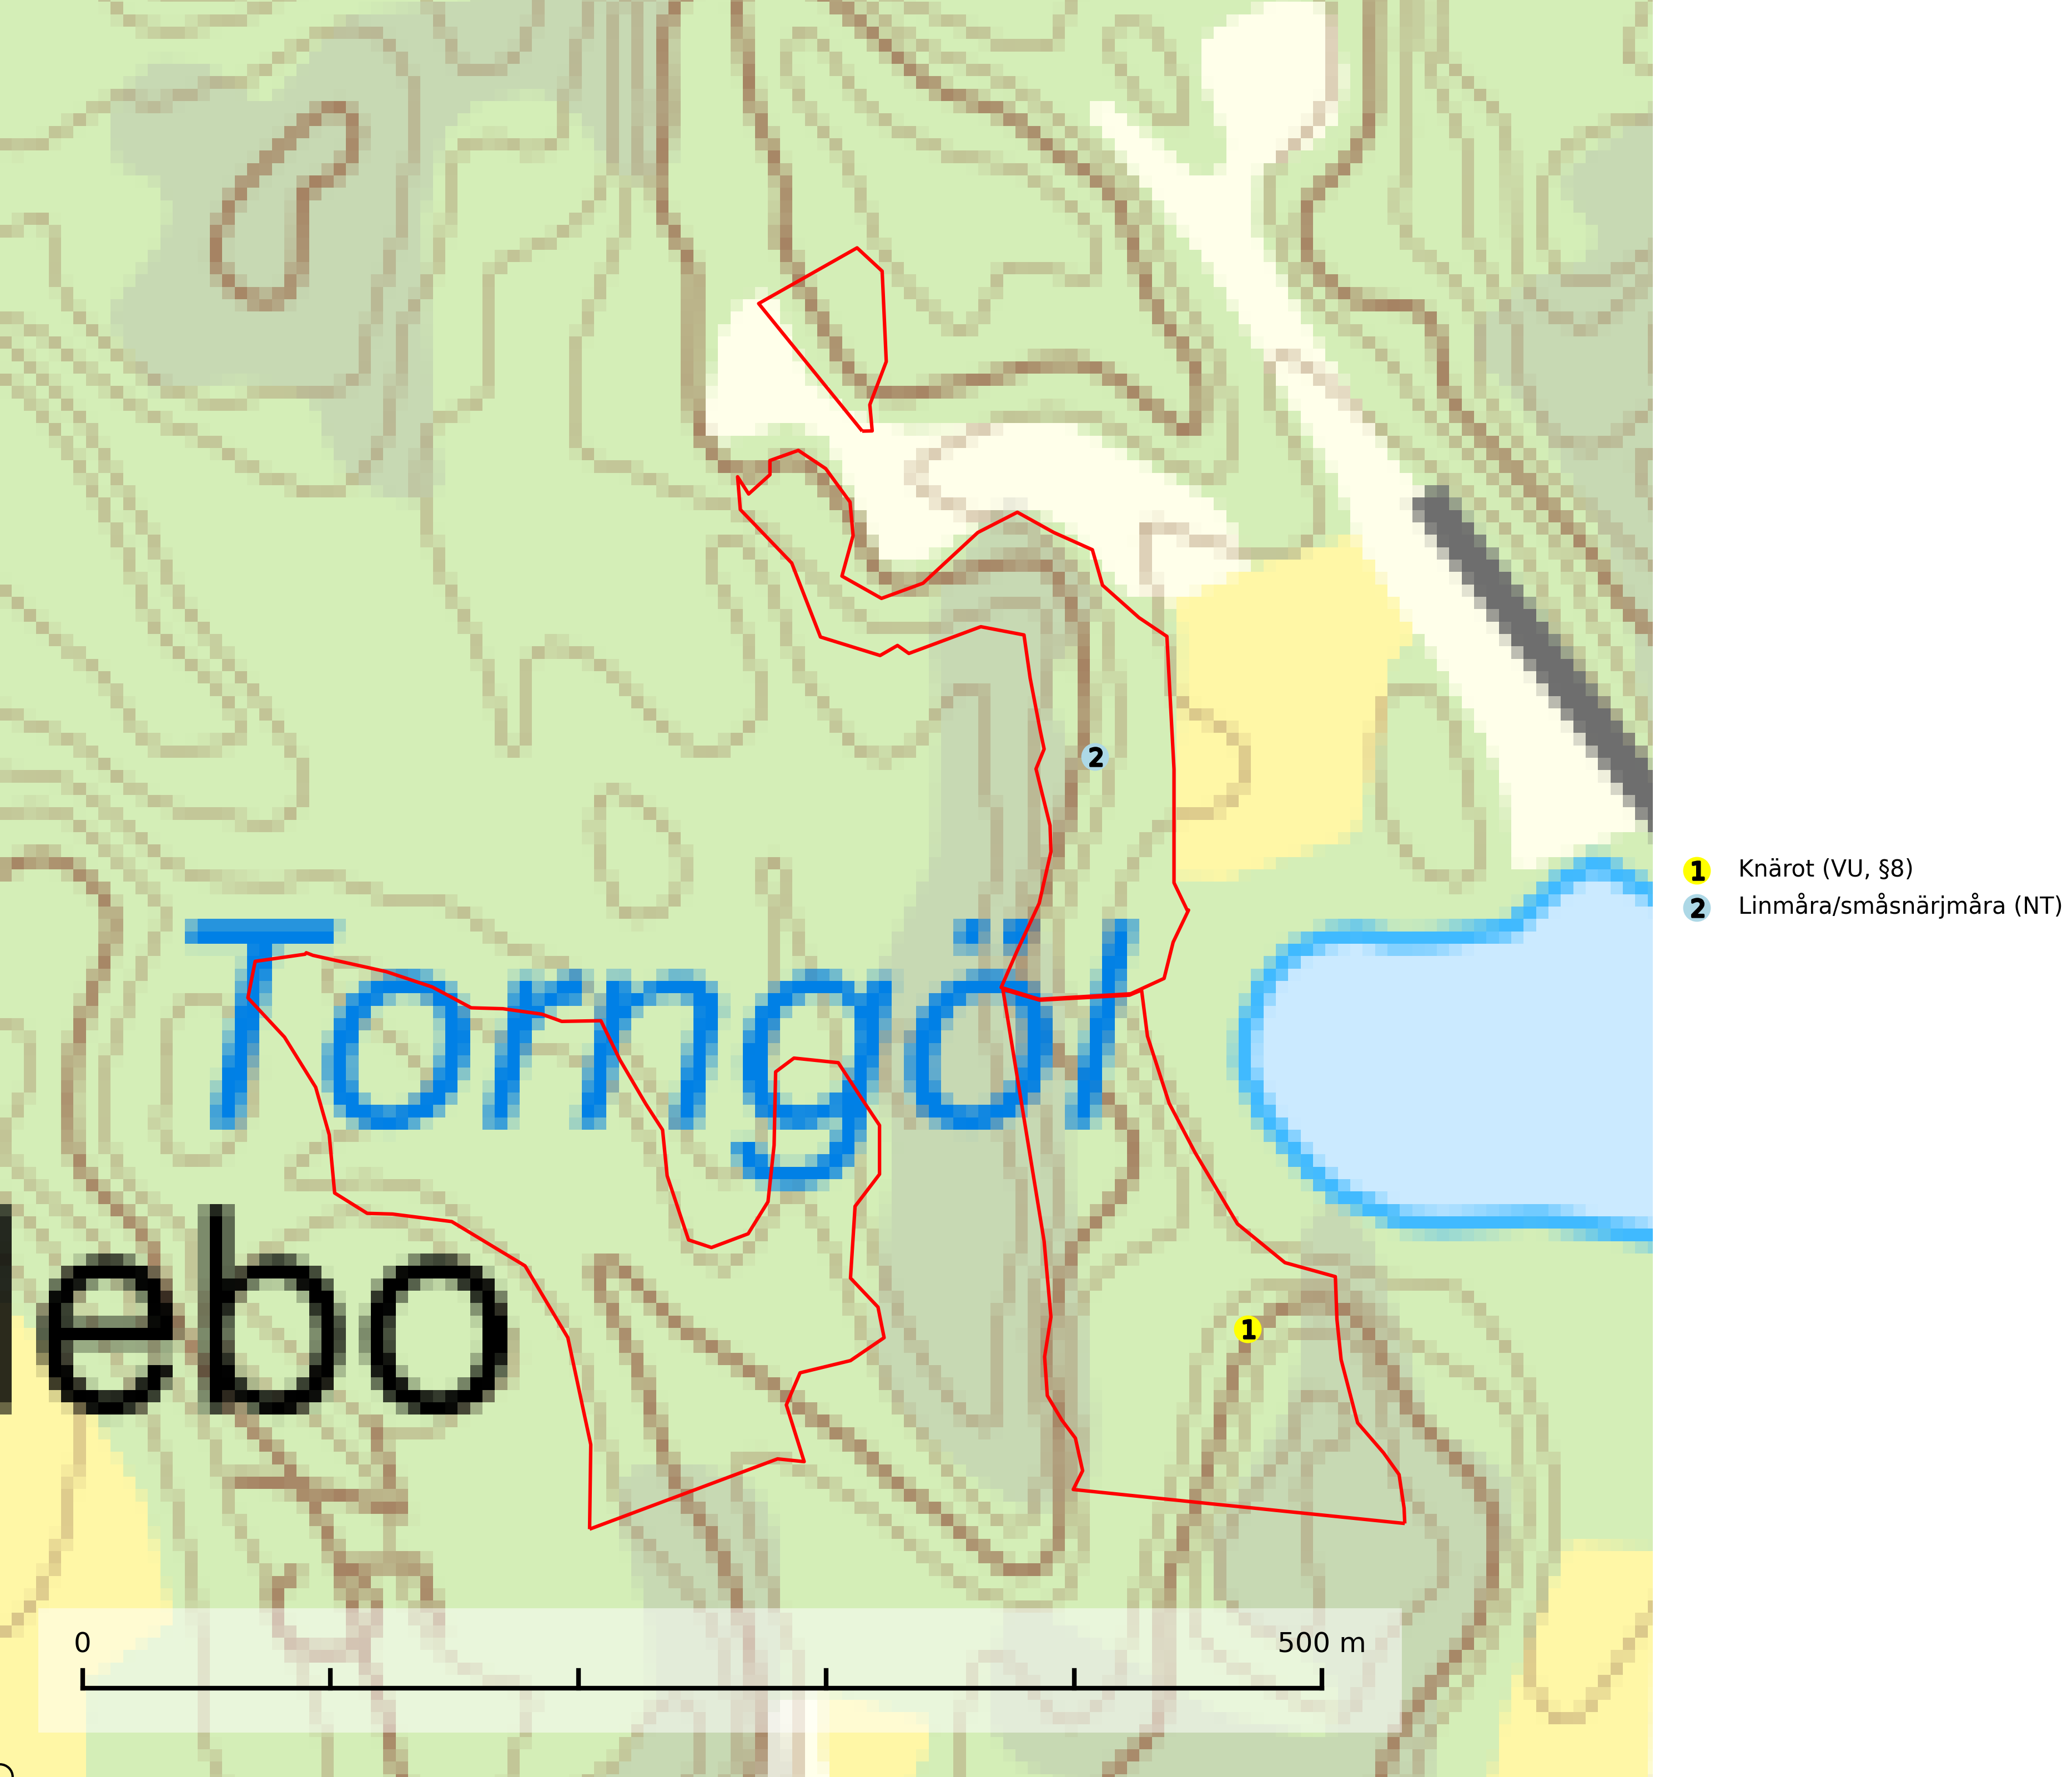 2
1 Knärot (VU, §8)
2 Linmåra/småsnärjmåra (NT)
Torngöl
lebo
1
0 500 m